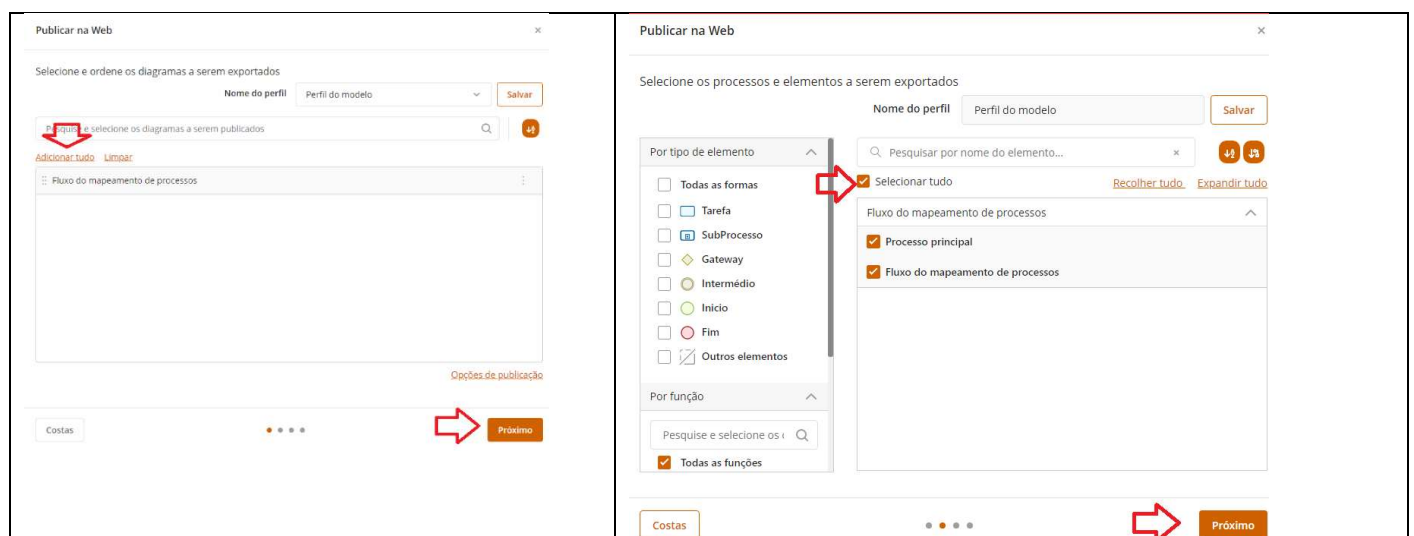 Publicar na Web ×
Selecione e ordene os diagramas a serem exportados
Nome do perfil Perfil do modelo Salvar
Pesquise e selecione os diagramas a serem publicados
Adicionar tudo Limpar
Fluxo do mapeamento de processos
Opções de publicação
Costas Próximo
Publicar na Web ×
Selecione os processos e elementos a serem exportados
Nome do perfil Perfil do modelo Salvar
Por tipo de elemento
Todas as formas
Tarefa
SubProcesso
Gateway
Intermédio
Início
Fim
Outros elementos
Por função
Pesquise e selecione os
Todas as funções
Pesquisar por nome do elemento... ×
Selecionar tudo Recolher tudo Expandir tudo
Fluxo do mapeamento de processos
Processo principal
Fluxo do mapeamento de processos
Costas Próximo